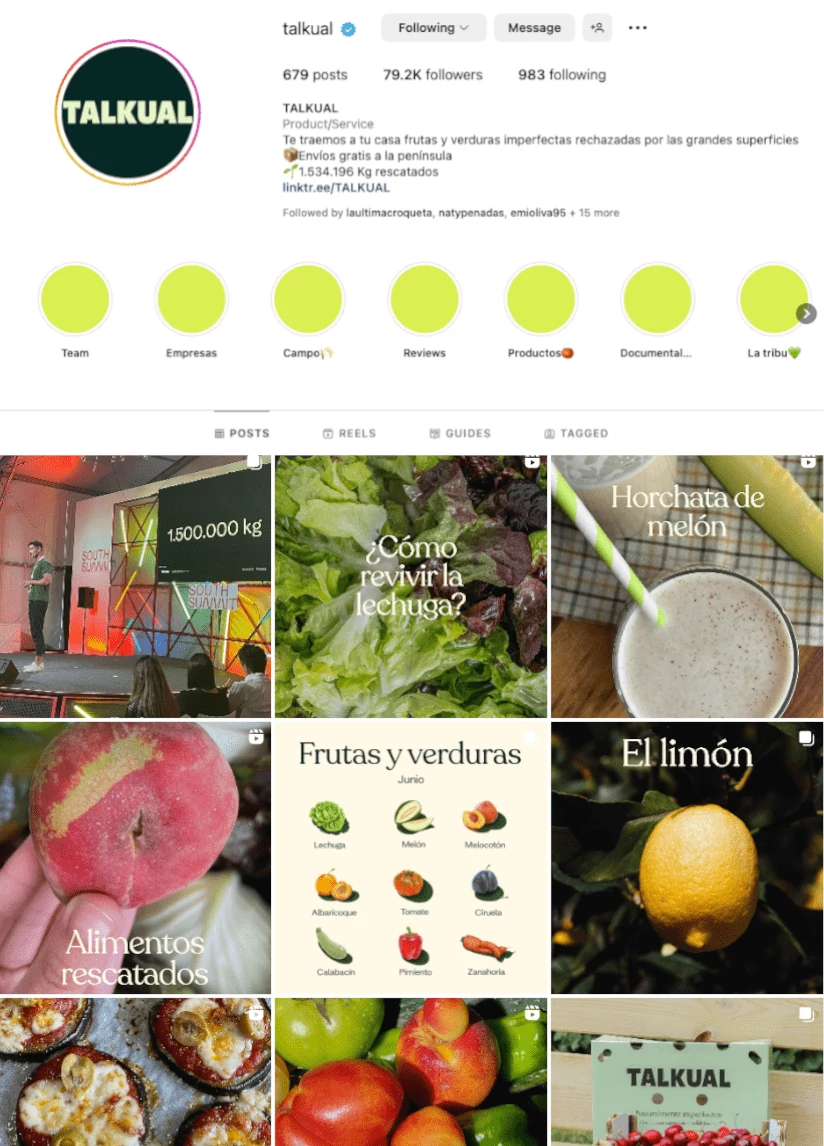 talkual
Following
Message
679 posts
79.2K followers
983 following
TALKUAL
TALKUAL
Product/Service
Te traemos a tu casa frutas y verduras imperfectas rechazadas por las grandes superficies
📦Envíos gratis a la península
🌱1.534.196 Kg rescatados
linktr.ee/TALKUAL
Followed by laultimacroqueta, natypenadas, emioliva95 + 15 more
Team
Empresas
Campo
Reviews
Productos
Documental...
La tribu💚
POSTS
REELS
GUIDES
TAGGED
1.500.000 kg
SOUTH
SUMMIT
SOUTH
SUMMIT
¿Cómo
revivir la
lechuga?
Horchata de
melón
Alimentos
rescatados
Frutas y verduras
Junio
Lechuga
Melón
Melocotón
Albaricoque
Tomate
Ciruela
Calabacín
Pimiento
Zanahoria
El limón
TALKUAL